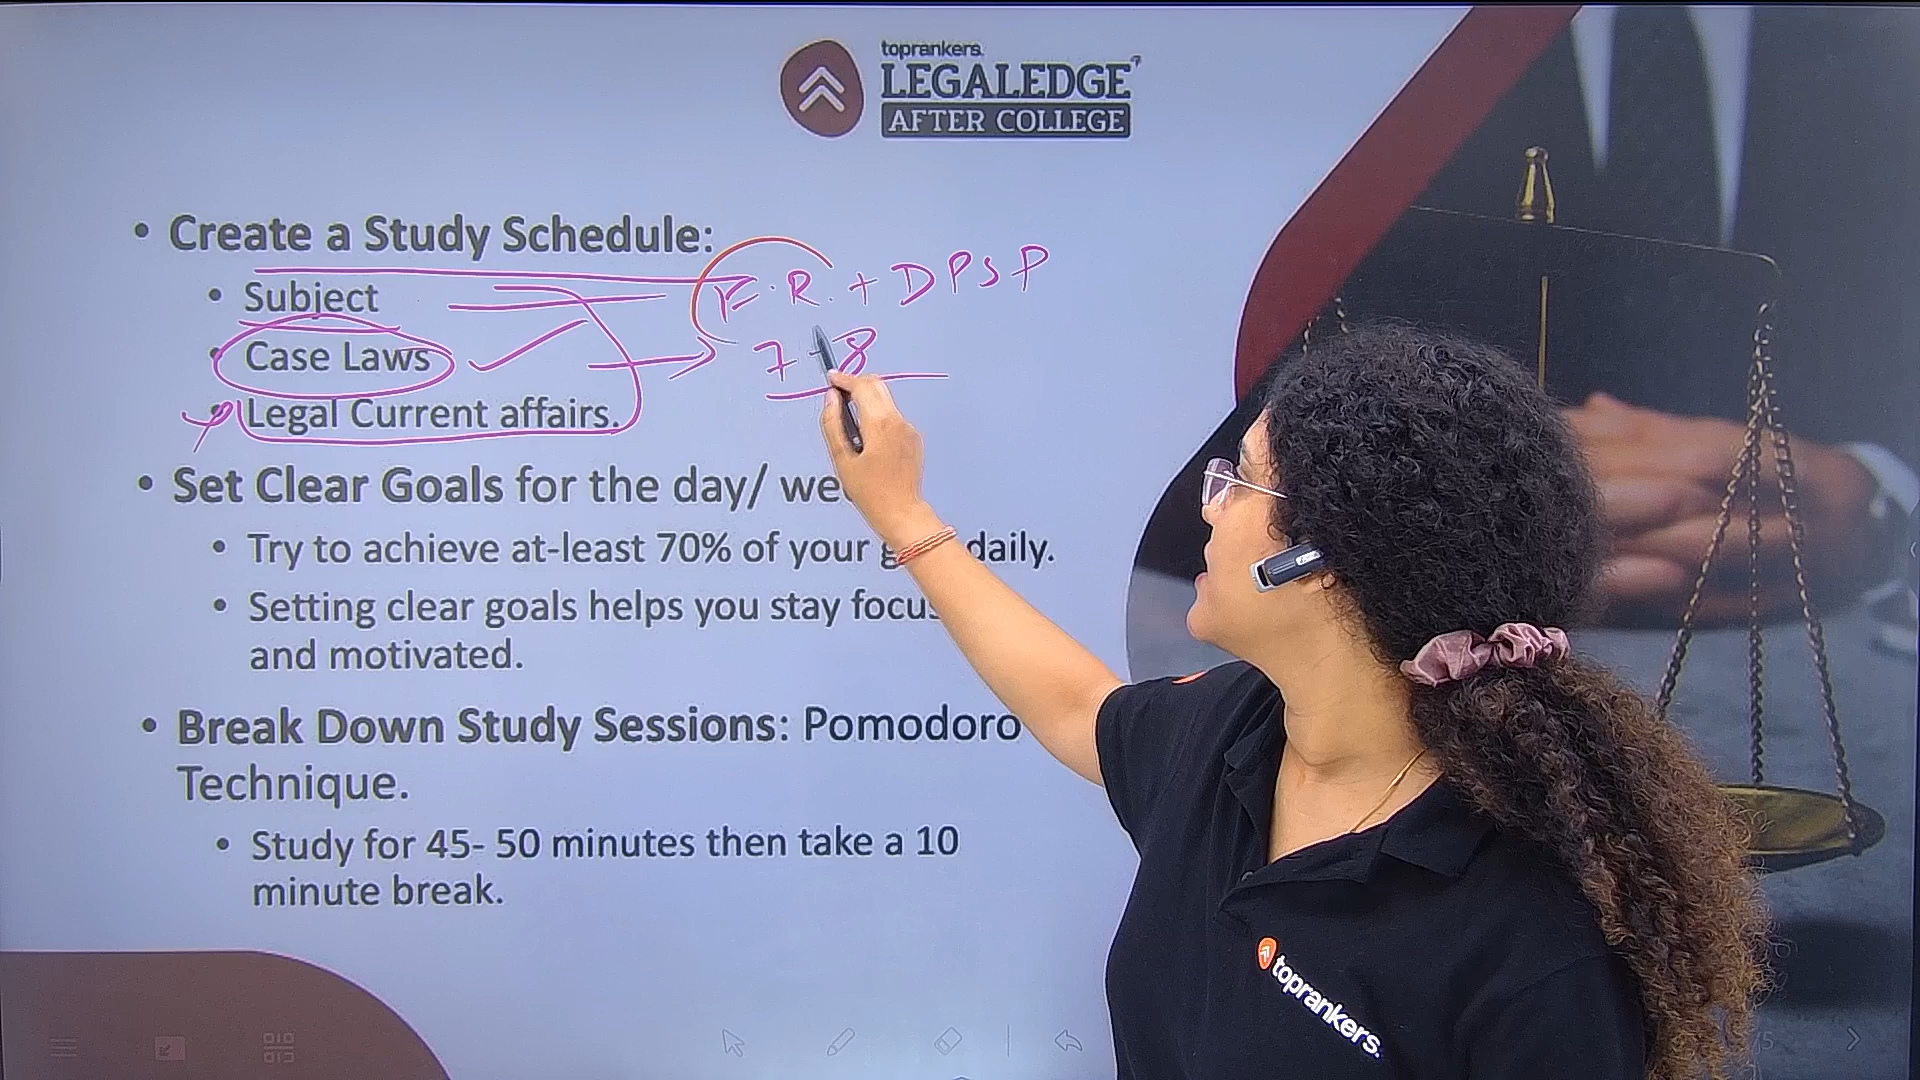 toprankers
LEGALEDGE
AFTER COLLEGE
• Create a Study Schedule:
F.R. + DPSP
• Subject
• Case Laws
7-8
• Legal Current affairs.
• Set Clear Goals for the day/
• Try to achieve at-least 70% of your daily.
• Setting clear goals helps you stay
and motivated.
• Break Down Study Sessions: Pomodoro
Technique.
• Study for 45- 50 minutes then take a 10
minute break.
toprankers.